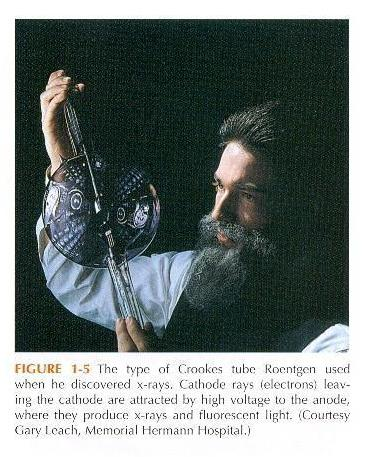 FIGURE 1-5 The type of Crookes tube Roentgen used
when he discovered x-rays. Cathode rays (electrons) leav-
ing the cathode are attracted by high voltage to the anode,
where they produce x-rays and fluorescent light. (Courtesy
Gary Leach, Memorial Hermann Hospital.)